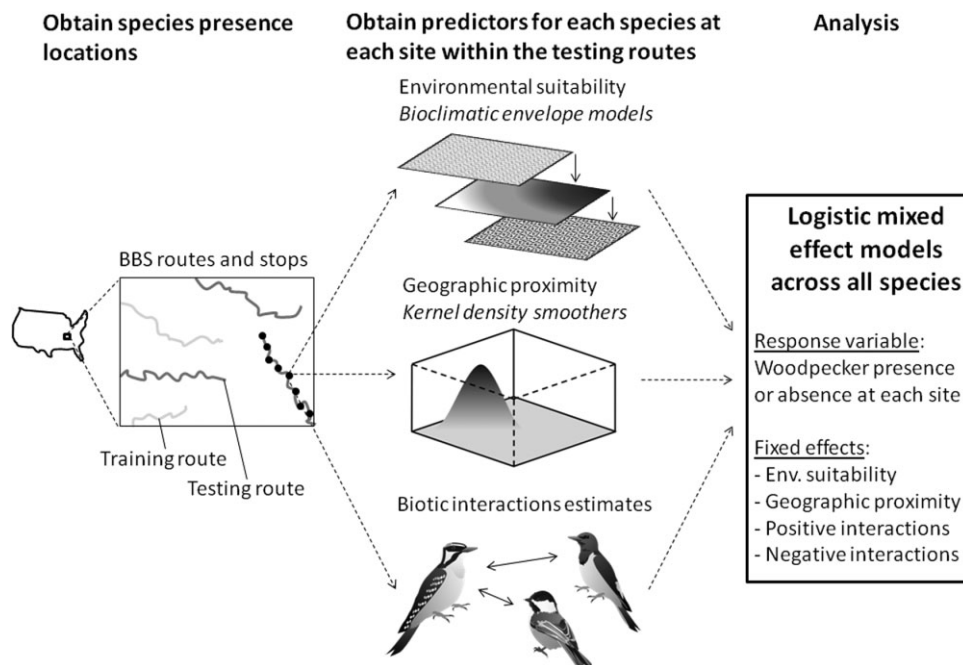 Obtain species presence
locations
Obtain predictors for each species at
each site within the testing routes
Analysis
Environmental suitability
Bioclimatic envelope models
BBS routes and stops
Training route
Testing route
Geographic proximity
Kernel density smoothers
Biotic interactions estimates
Logistic mixed
effect models
across all species
Response variable:
Woodpecker presence
or absence at each site
Fixed effects:
- Env. suitability
- Geographic proximity
- Positive interactions
- Negative interactions